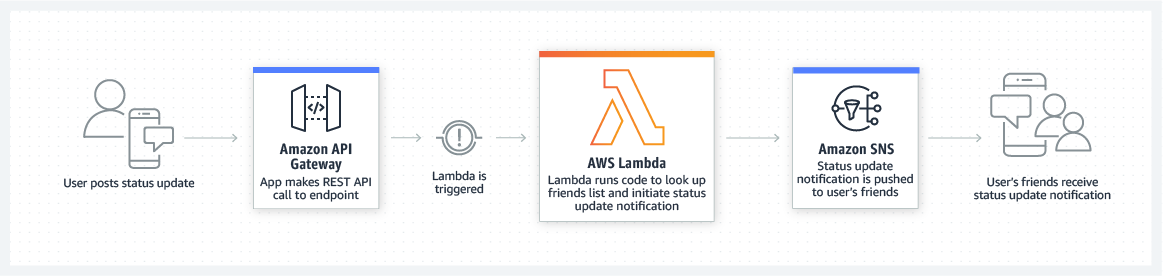 User posts status update
Amazon API
Gateway
App makes REST API
call to endpoint
Lambda is
triggered
AWS Lambda
Lambda runs code to look up
friends list and initiate status
update notification
Amazon SNS
Status update
notification is pushed
to user's friends
User's friends receive
status update notification